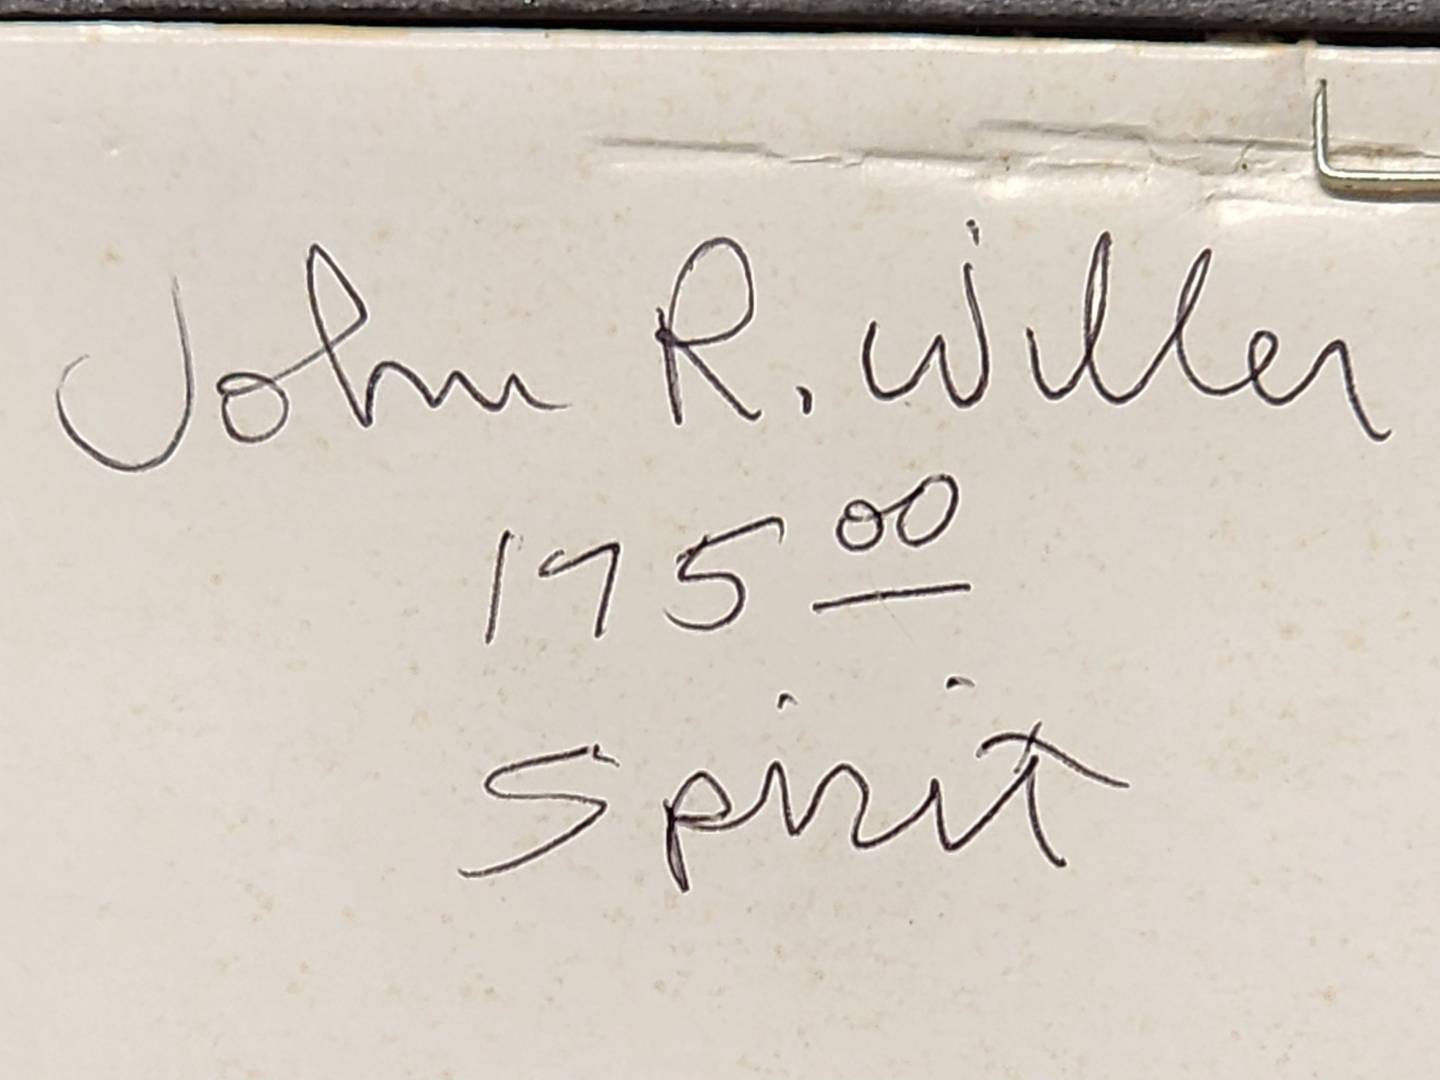 John R. Willer
175 00
Spirit